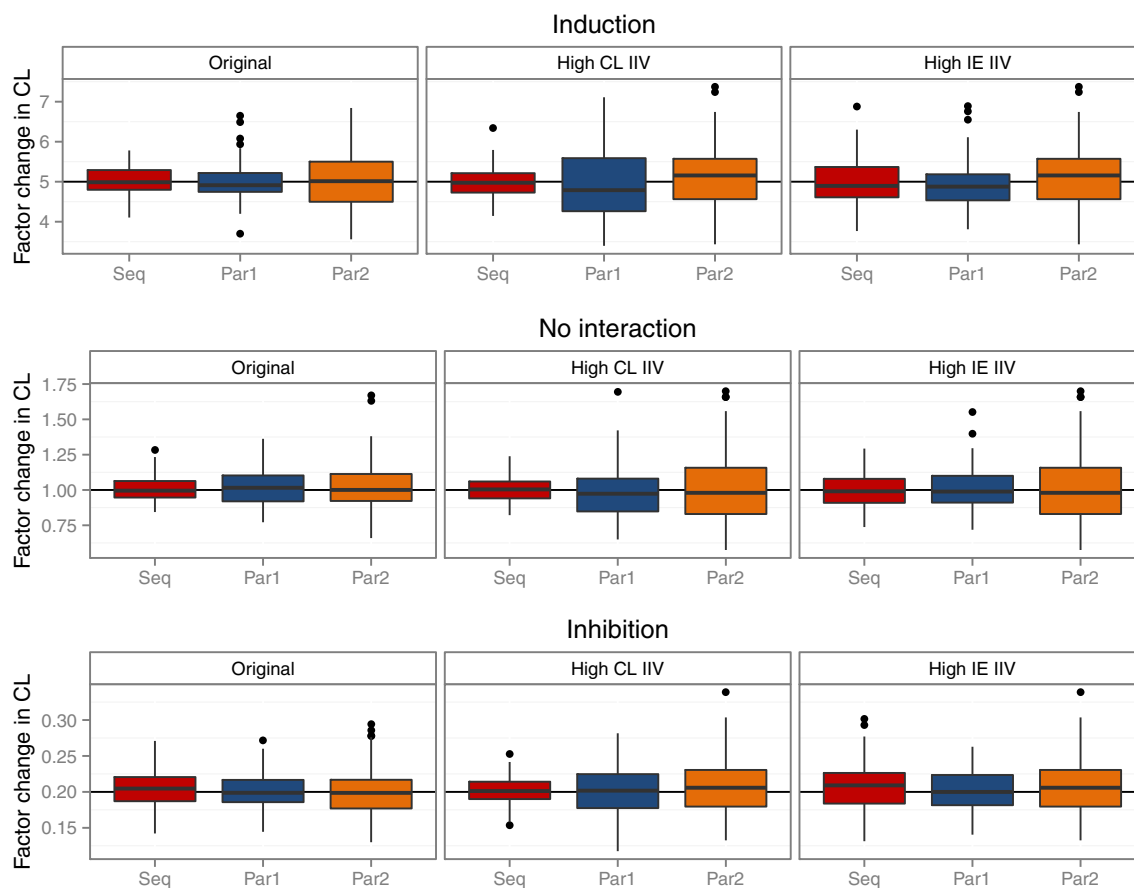 Induction
Original High CL IIV High IE IIV
Factor change in CL
7
6
5
4
Seq Par1 Par2 Seq Par1 Par2 Seq Par1 Par2
No interaction
Original High CL IIV High IE IIV
Factor change in CL
1.75
1.50
1.25
1.00
0.75
Seq Par1 Par2 Seq Par1 Par2 Seq Par1 Par2
Inhibition
Original High CL IIV High IE IIV
Factor change in CL
0.30
0.25
0.20
0.15
Seq Par1 Par2 Seq Par1 Par2 Seq Par1 Par2